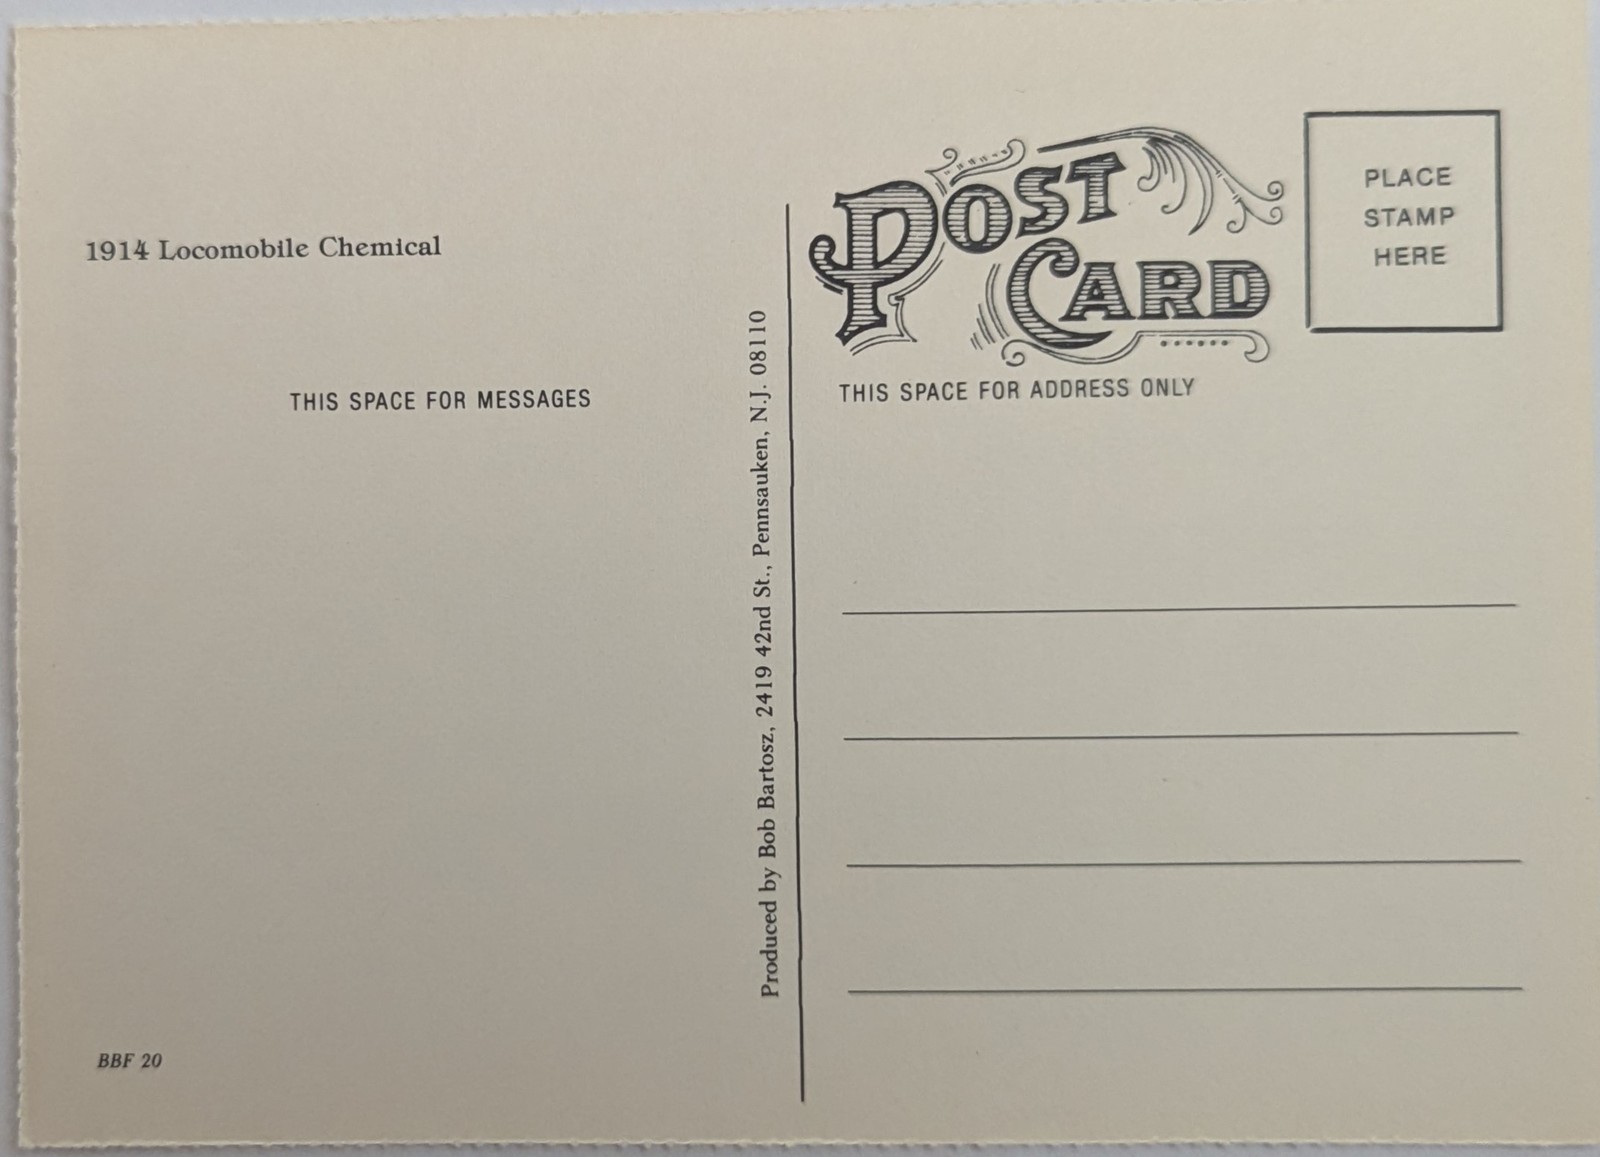 1914 Locomobile Chemical
THIS SPACE FOR MESSAGES
BBF 20
Produced by Bob Bartosz, 2419 42nd St., Pennsauken, N.J. 08110
POST
CARD
THIS SPACE FOR ADDRESS ONLY
PLACE
STAMP
HERE